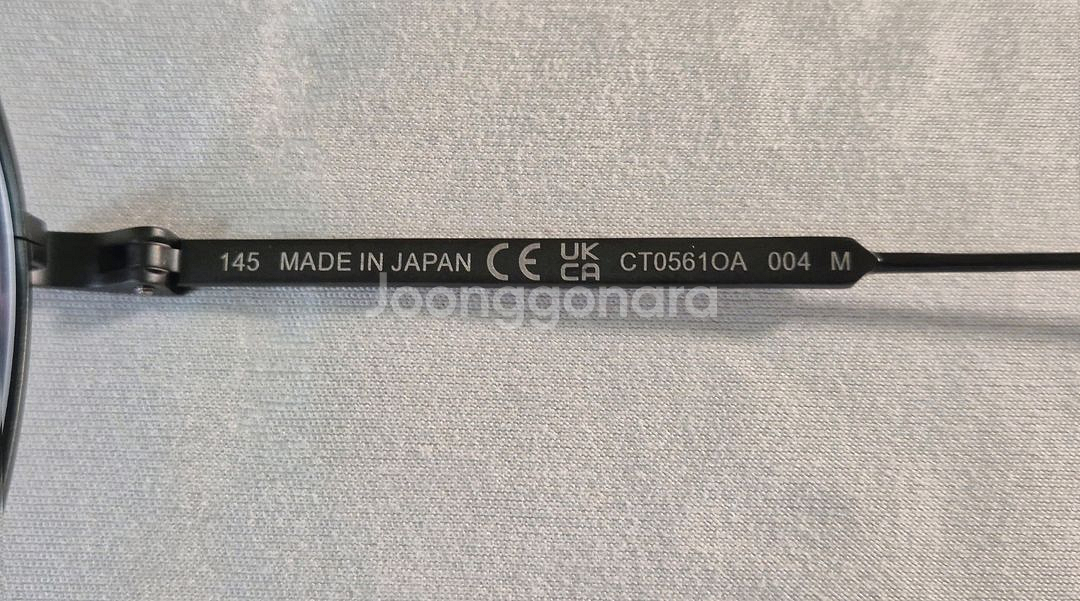 145 MADE IN JAPAN CE UK CA CT0561OA 004 M
Joonggonara